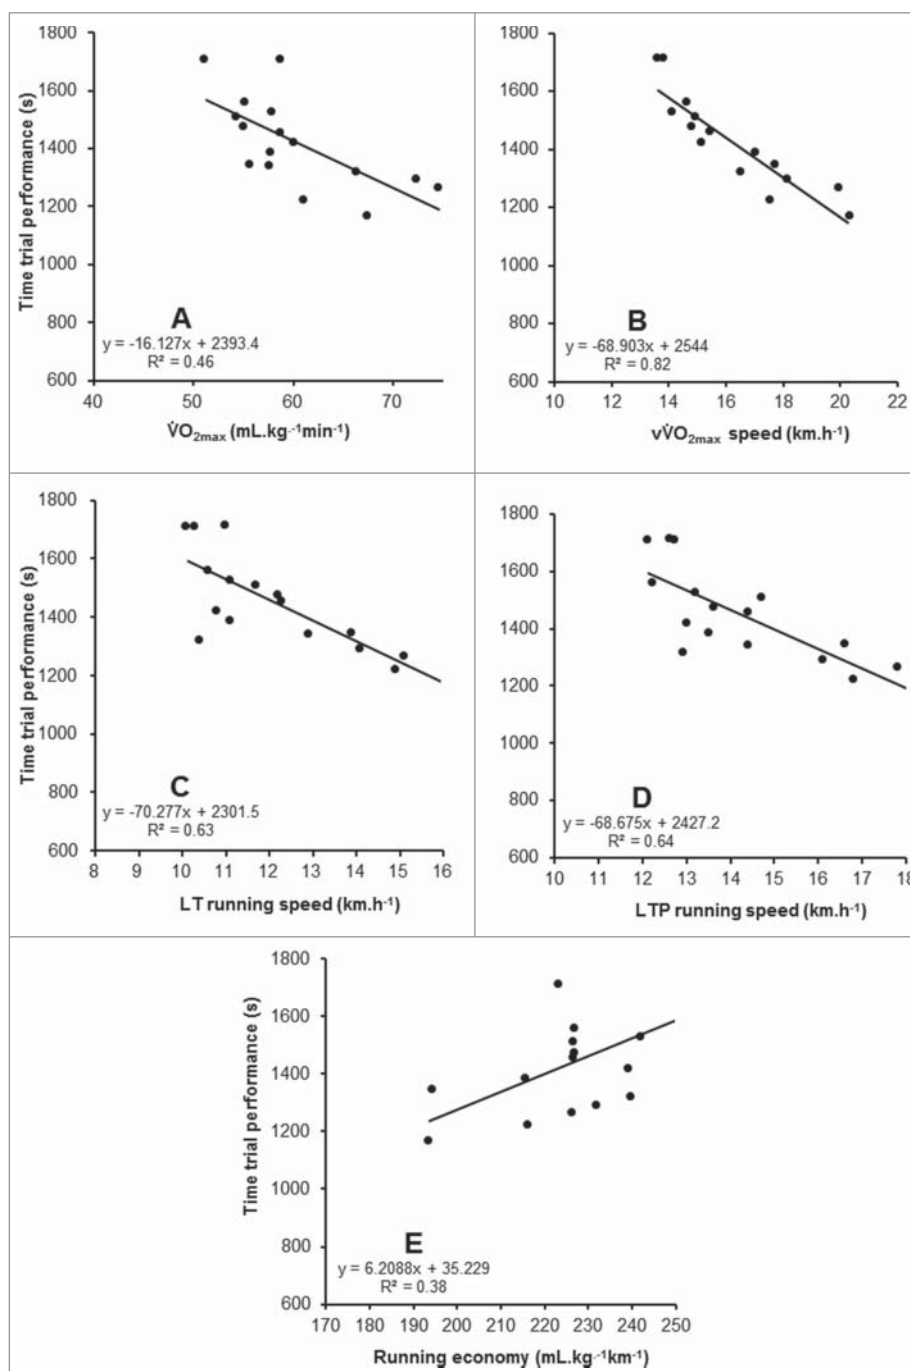 1800
1600
1400
1200
1000
800
600
Time trial performance (s)
A
y = -16.127x + 2393.4
R² = 0.46
40 50 60 70
V̇O₂max (mL.kg⁻¹min⁻¹)
1800
1600
1400
1200
1000
800
600
B
y = -68.903x + 2544
R² = 0.82
10 12 14 16 18 20 22
vV̇O₂max speed (km.h⁻¹)
1800
1600
1400
1200
1000
800
600
Time trial performance (s)
C
y = -70.277x + 2301.5
R² = 0.63
8 9 10 11 12 13 14 15 16
LT running speed (km.h⁻¹)
1800
1600
1400
1200
1000
800
600
D
y = -68.675x + 2427.2
R² = 0.64
10 11 12 13 14 15 16 17 18
LTP running speed (km.h⁻¹)
1800
1600
1400
1200
1000
800
600
Time trial performance (s)
E
y = 6.2088x + 35.229
R² = 0.38
170 190 200 210 220 230 240 250
Running economy (mL.kg⁻¹km⁻¹)